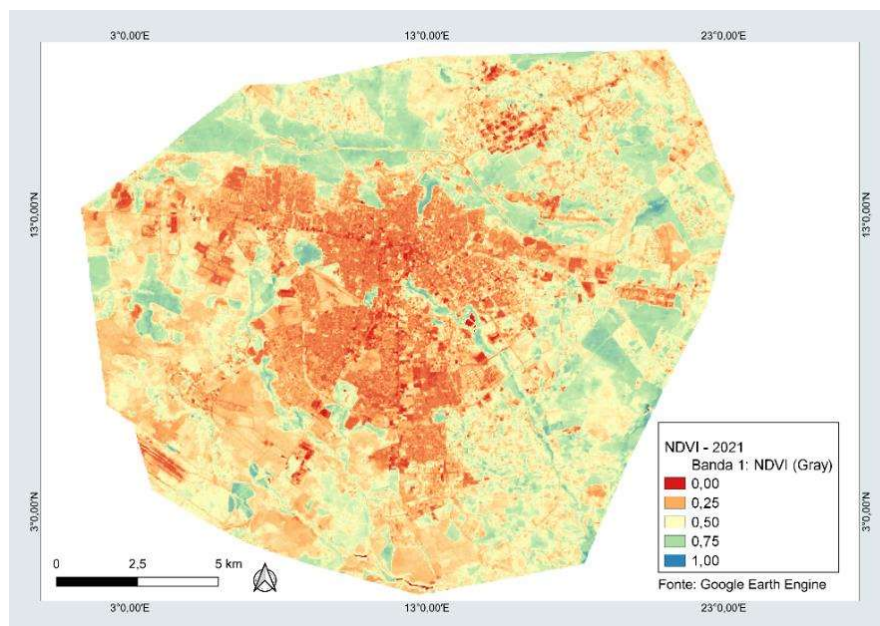 3°0,00'E 13°0,00'E 23°0,00'E
13°0,00'N 13°0,00'N
3°0,00'N 3°0,00'N
NDVI - 2021
Banda 1: NDVI (Gray)
0,00
0,25
0,50
0,75
1,00
Fonte: Google Earth Engine
0 2,5 5 km
3°0,00'E 13°0,00'E 23°0,00'E